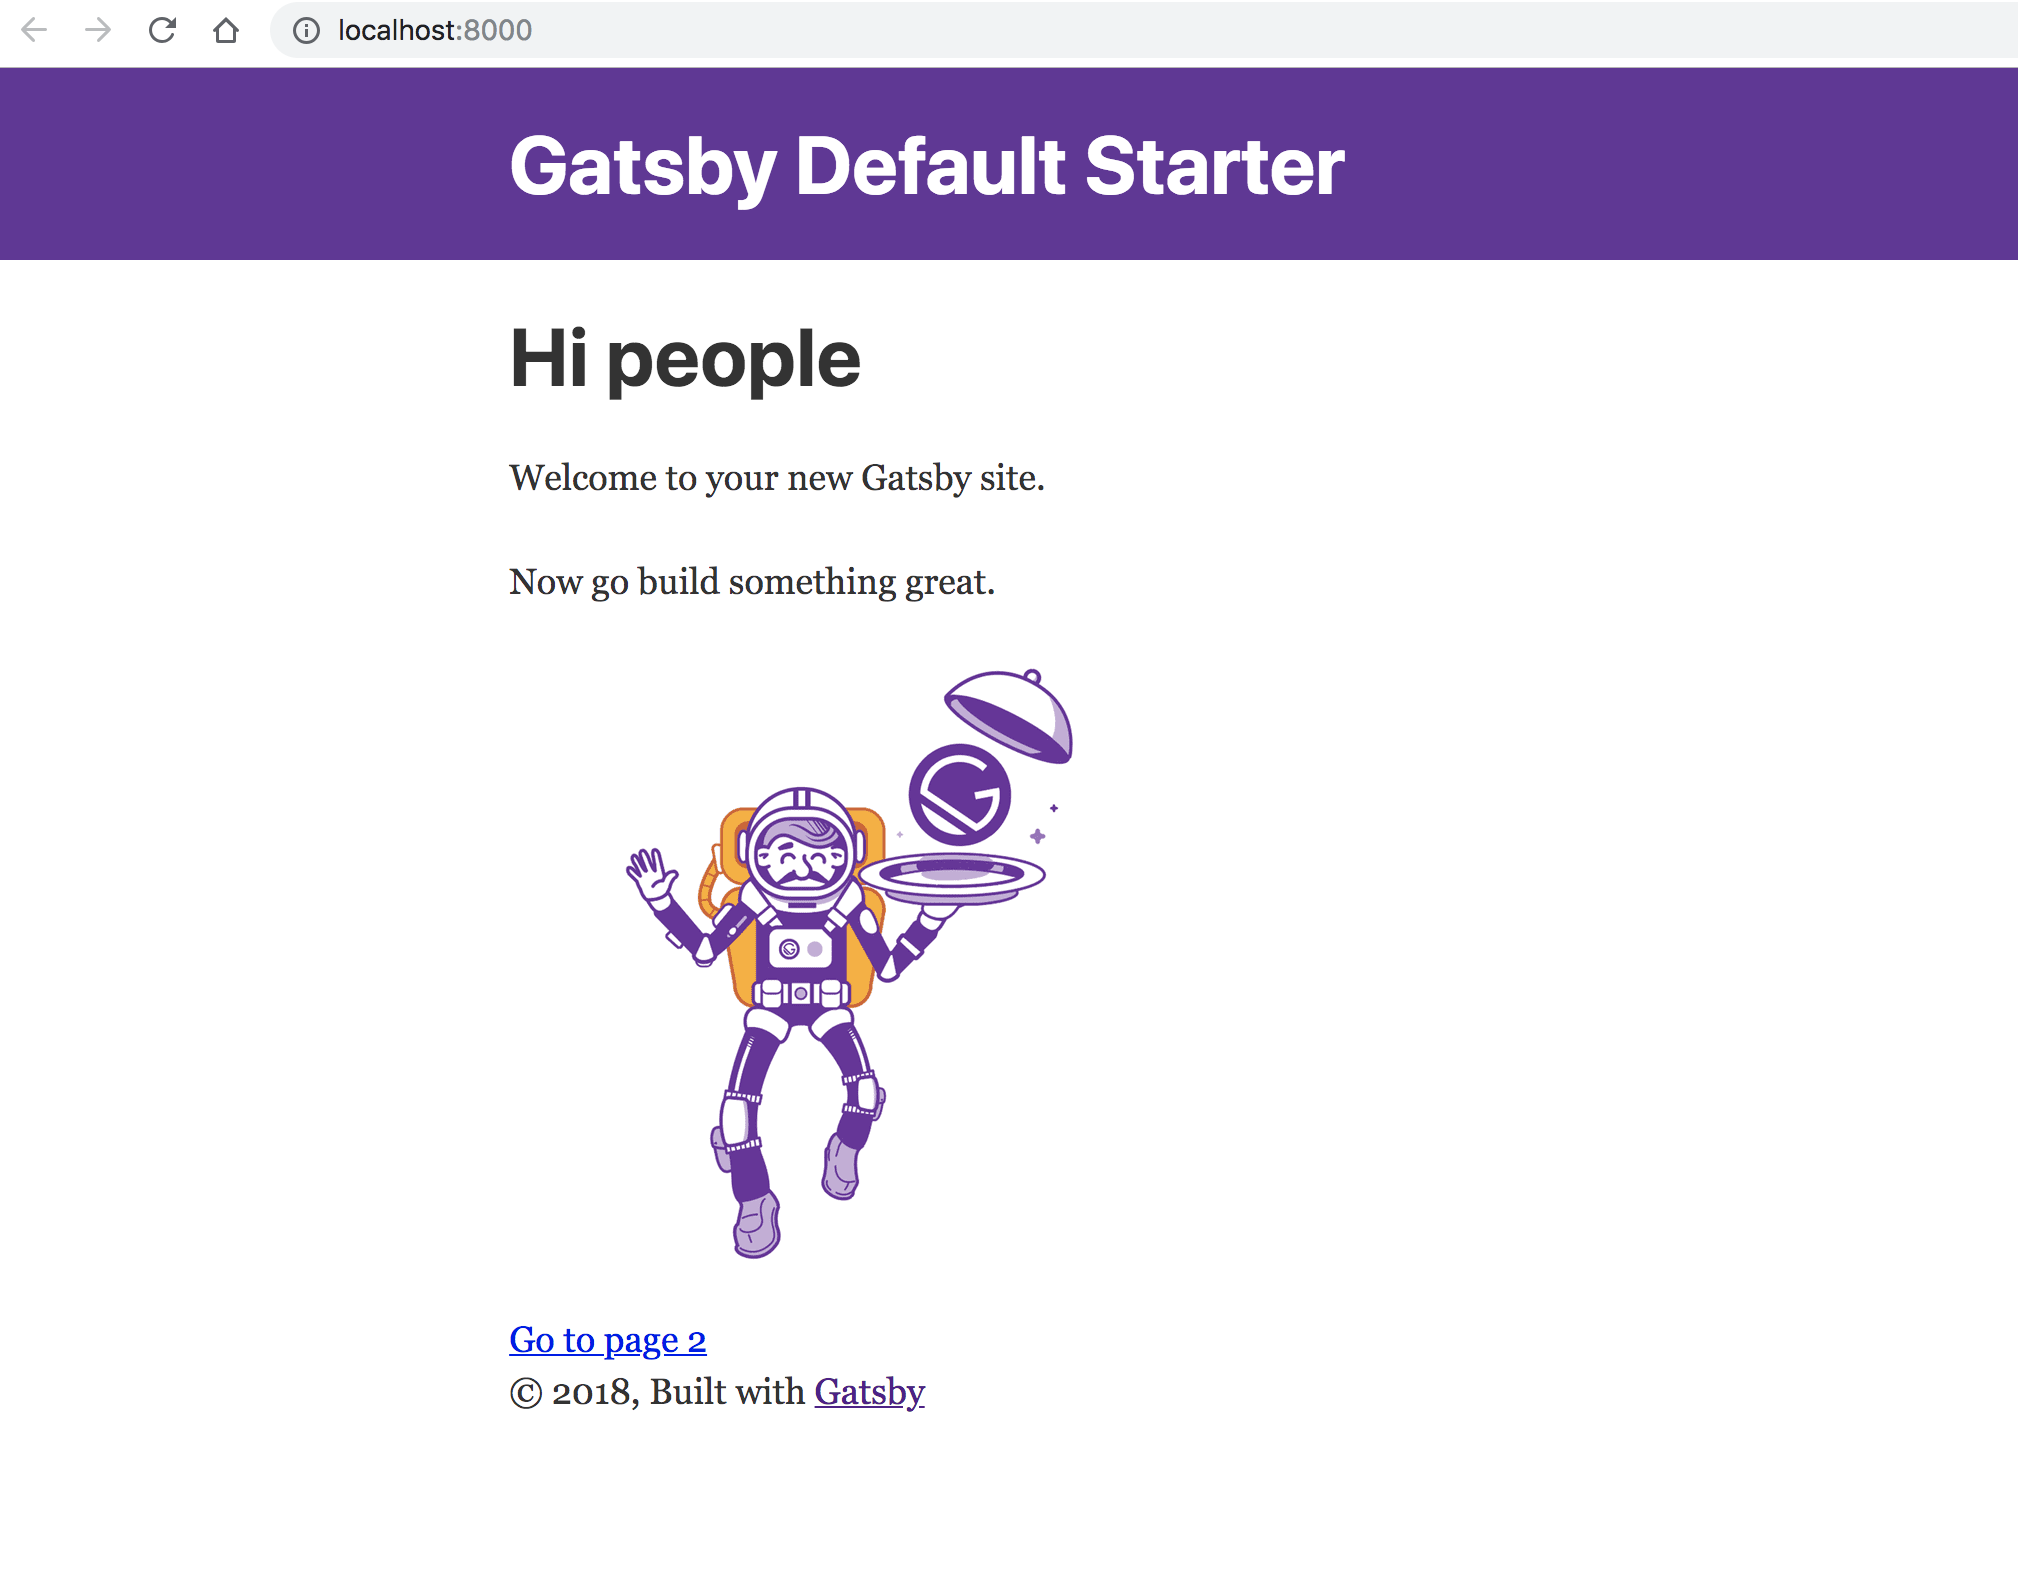 localhost:8000
Gatsby Default Starter
Hi people
Welcome to your new Gatsby site.
Now go build something great.
Go to page 2
© 2018, Built with Gatsby